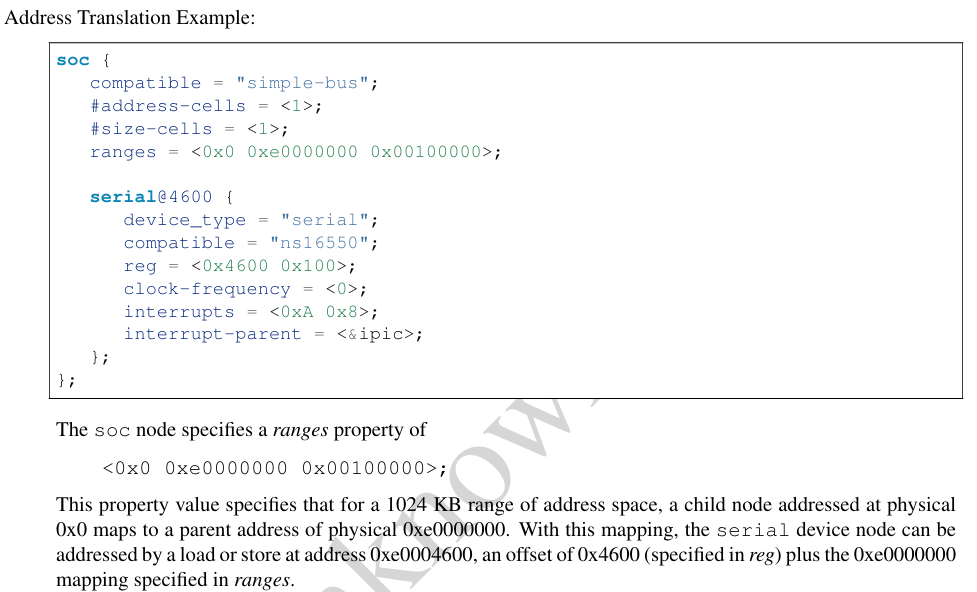 Address Translation Example:
soc {
compatible = "simple-bus";
#address-cells = <1>;
#size-cells = <1>;
ranges = <0x0 0xe0000000 0x00100000>;
serial@4600 {
device_type = "serial";
compatible = "ns16550";
reg = <0x4600 0x100>;
clock-frequency = <0>;
interrupts = <0xA 0x8>;
interrupt-parent = <&ipic>;
};
};
The soc node specifies a ranges property of
<0x0 0xe0000000 0x00100000>;
This property value specifies that for a 1024 KB range of address space, a child node addressed at physical
0x0 maps to a parent address of physical 0xe0000000. With this mapping, the serial device node can be
addressed by a load or store at address 0xe0004600, an offset of 0x4600 (specified in reg) plus the 0xe0000000
mapping specified in ranges.